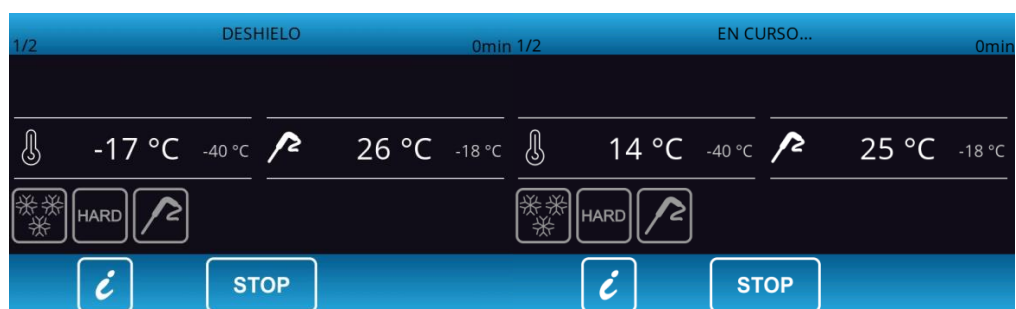 DESHIELO
1/2
0min
-17 °C -40 °C 26 °C -18 °C
HARD
i STOP
EN CURSO...
1/2
0min
14 °C -40 °C 25 °C -18 °C
HARD
i STOP